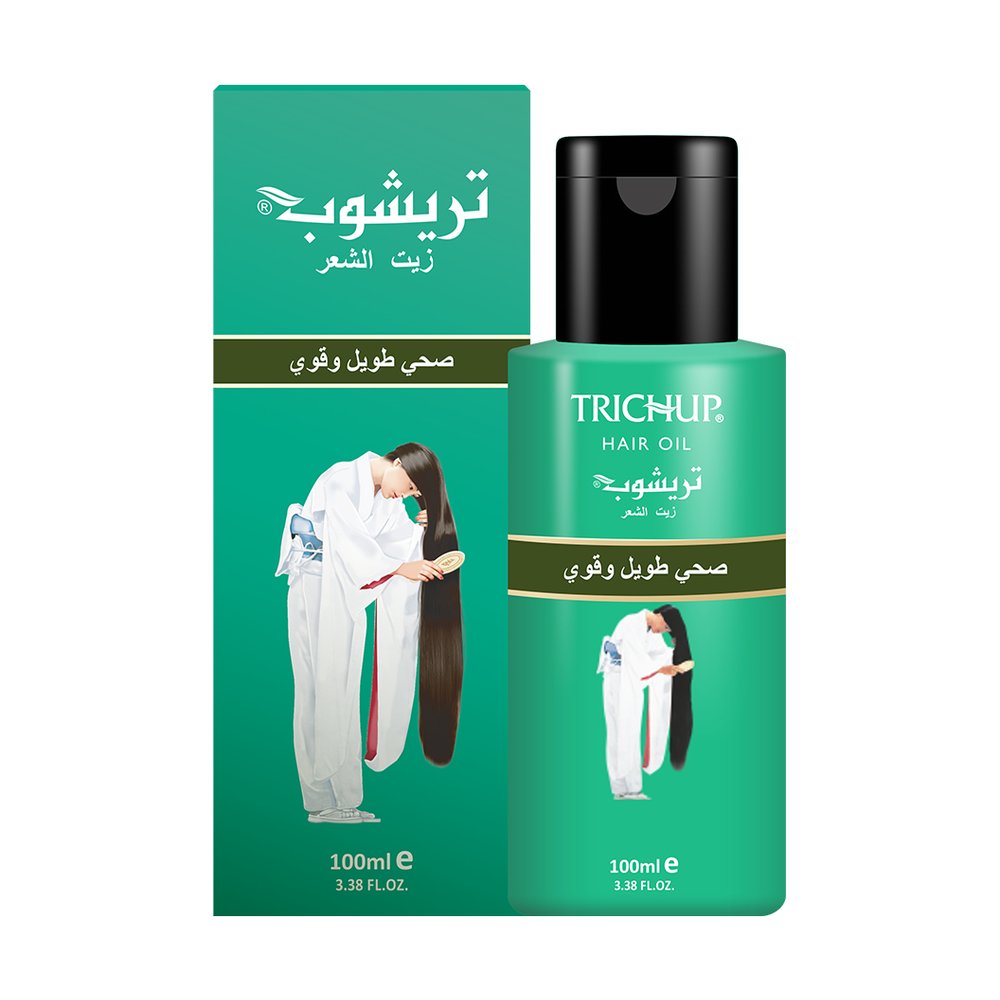 تريشوب®
زيت الشعر
صحي طويل وقوي
100ml e
3.38 FL.OZ.
TRICHUP®
HAIR OIL
تريشوب®
زيت الشعر
صحي طويل وقوي
100ml e
3.38 FL.OZ.